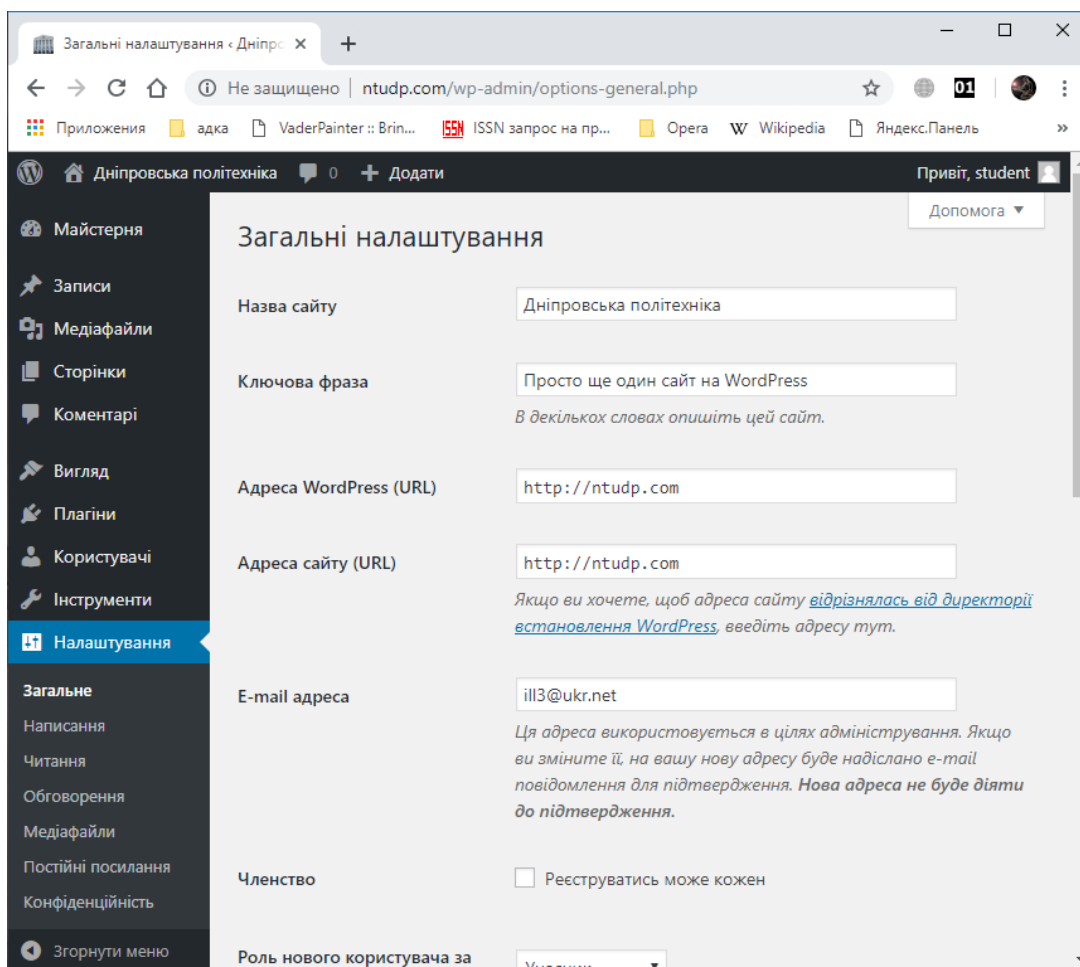 Загальні налаштування ‹ Дніпро
Не защищено | ntudp.com/wp-admin/options-general.php
01
Приложения адка VaderPainter :: Brin... ISSN ISSN запрос на пр... Opera W Wikipedia Яндекс.Панель »
Дніпровська політехніка 0 Додати Привіт, student
Допомога
Майстерня
Записи
Медіафайли
Сторінки
Коментарі
Вигляд
Плагіни
Користувачі
Інструменти
Налаштування
Загальне
Написання
Читання
Обговорення
Медіафайли
Постійні посилання
Конфіденційність
Згорнути меню
Загальні налаштування
Назва сайту
Дніпровська політехніка
Ключова фраза
Просто ще один сайт на WordPress
В декількох словах опишіть цей сайт.
Адреса WordPress (URL)
http://ntudp.com
Адреса сайту (URL)
http://ntudp.com
Якщо ви хочете, щоб адреса сайту відрізнялась від директорії
встановлення WordPress, введіть адресу тут.
E-mail адреса
ill3@ukr.net
Ця адреса використовується в цілях адміністрування. Якщо
ви зміните її, на вашу нову адресу буде надіслано e-mail
повідомлення для підтвердження. Нова адреса не буде діяти
до підтвердження.
Членство
Реєструватись може кожен
Роль нового користувача за